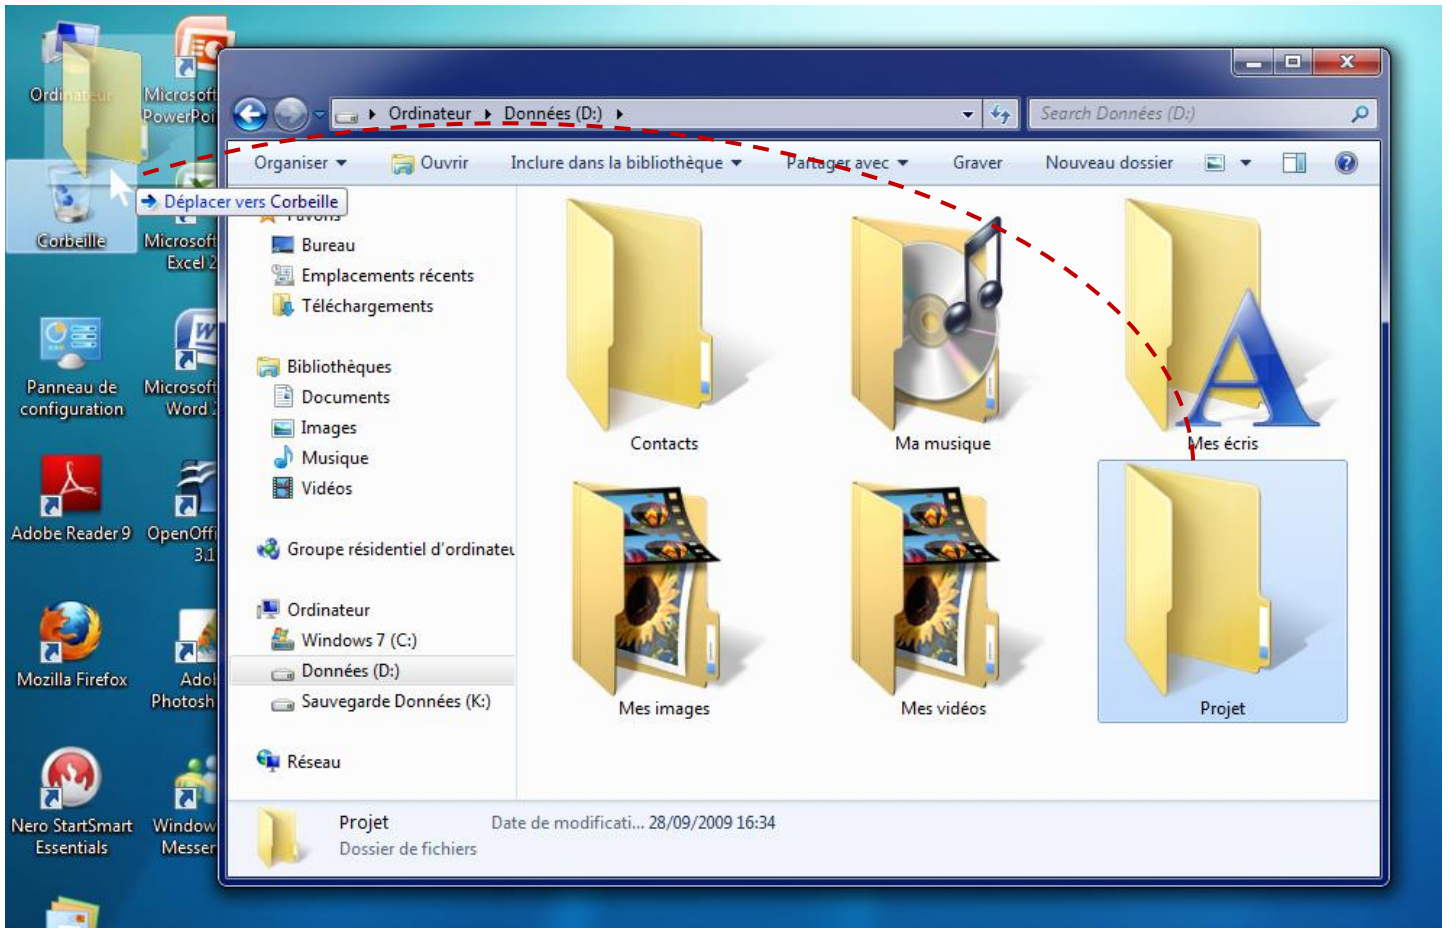 Ordinateur
Microsoft
PowerPoi
Corbeille
Microsoft
Excel 2
Panneau de
configuration
Microsoft
Word
Adobe Reader 9
OpenOffi
3.1
Mozilla Firefox
Adob
Photosh
Nero StartSmart
Essentials
Window
Messer
Déplacer vers Corbeille
Ordinateur
Données (D:)
Search Données (D:)
Organiser
Ouvrir
Inclure dans la bibliothèque
Partager avec
Graver
Nouveau dossier
Favoris
Bureau
Emplacements récents
Téléchargements
Bibliothèques
Documents
Images
Musique
Vidéos
Groupe résidentiel d'ordinateu
Ordinateur
Windows 7 (C:)
Données (D:)
Sauvegarde Données (K:)
Réseau
Contacts
Ma musique
Mes écris
Mes images
Mes vidéos
Projet
Projet
Date de modificati... 28/09/2009 16:34
Dossier de fichiers